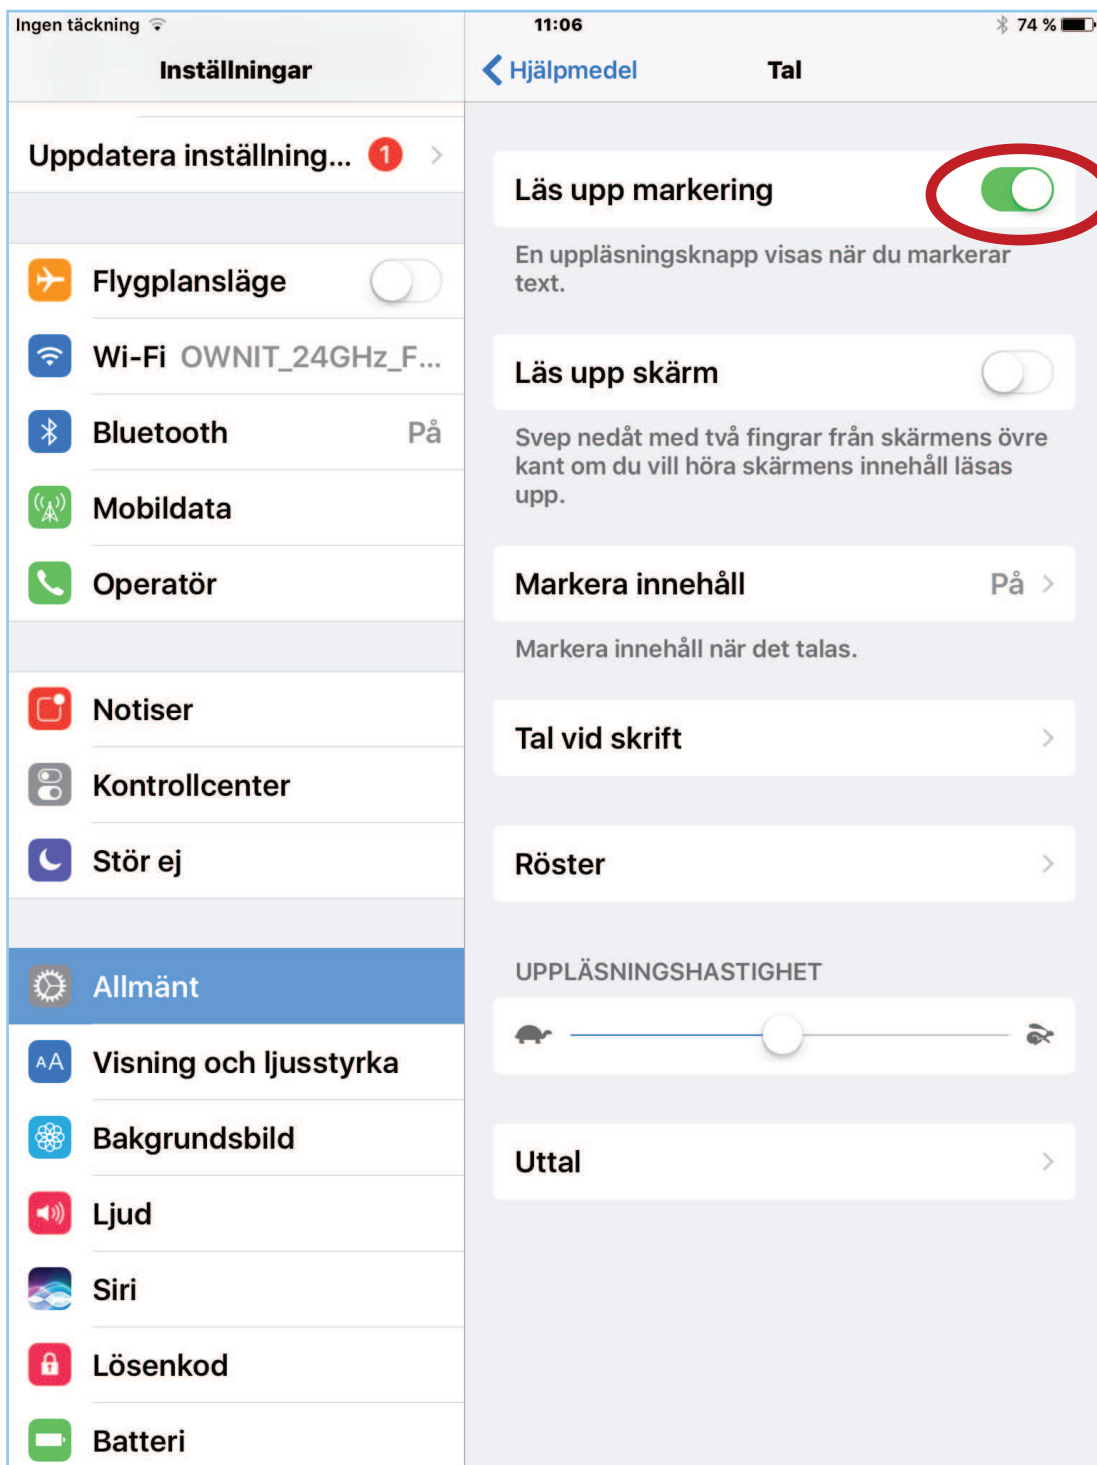 Ingen täckning
11:06
74 %
Inställningar
Uppdatera inställning...
1
Flygplansläge
Wi-Fi OWNIT_24GHz_F...
Bluetooth På
Mobildata
Operatör
Notiser
Kontrollcenter
Stör ej
Allmänt
AA Visning och ljusstyrka
Bakgrundsbild
Ljud
Siri
Lösenkod
Batteri
Hjälpmedel
Tal
Läs upp markering
En uppläsningsknapp visas när du markerar
text.
Läs upp skärm
Svep nedåt med två fingrar från skärmens övre
kant om du vill höra skärmens innehåll läsas
upp.
Markera innehåll På
Markera innehåll när det talas.
Tal vid skrift
Röster
UPPLÄSNINGSHASTIGHET
Uttal